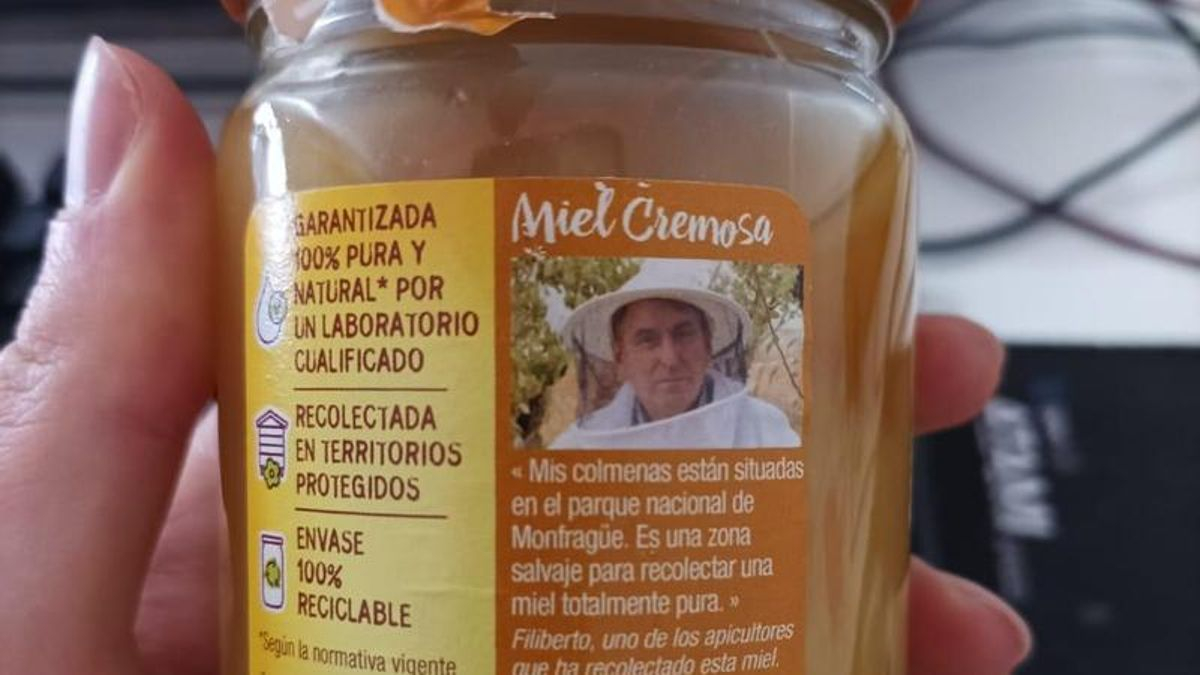 GARANTIZADA
100% PURA Y
NATURAL* POR
UN LABORATORIO
CUALIFICADO
RECOLECTADA
EN TERRITORIOS
PROTEGIDOS
ENVASE
100%
RECICLABLE
*Según la normativa vigente
Miel Cremosa
« Mis colmenas están situadas
en el parque nacional de
Monfragüe. Es una zona
salvaje para recolectar una
miel totalmente pura. »
Filiberto, uno de los apicultores
que ha recolectado esta miel.